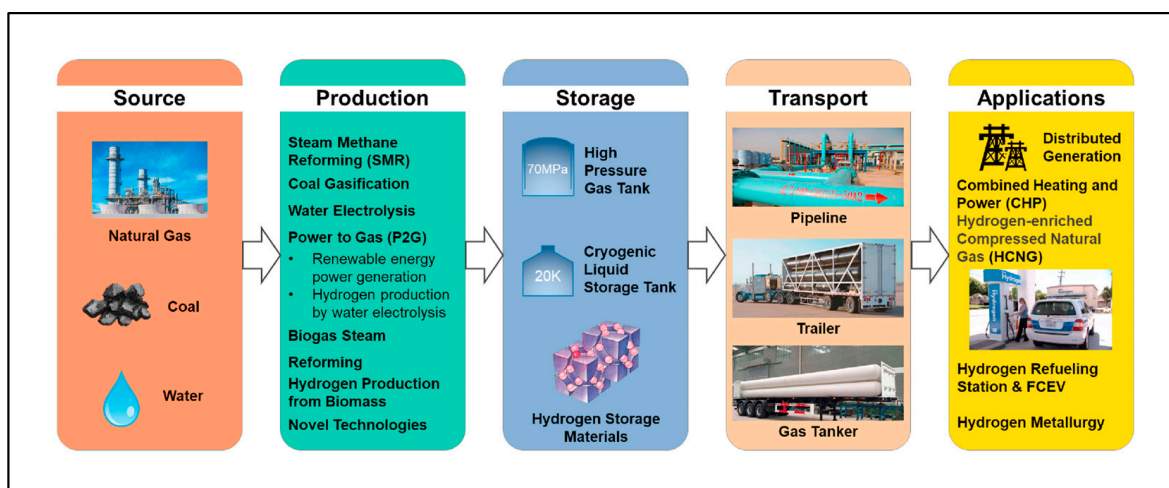 Source
Natural Gas
Coal
Water
Production
Steam Methane
Reforming (SMR)
Coal Gasification
Water Electrolysis
Power to Gas (P2G)
• Renewable energy
power generation
• Hydrogen production
by water electrolysis
Biogas Steam
Reforming
Hydrogen Production
from Biomass
Novel Technologies
Storage
70MPa
High
Pressure
Gas Tank
20K
Cryogenic
Liquid
Storage Tank
Hydrogen Storage
Materials
Transport
Pipeline
Trailer
Gas Tanker
Applications
Distributed
Generation
Combined Heating and
Power (CHP)
Hydrogen-enriched
Compressed Natural
Gas (HCNG)
Hydrogen
Hydrogen
Hydrogen Refueling
Station & FCEV
Hydrogen Metallurgy